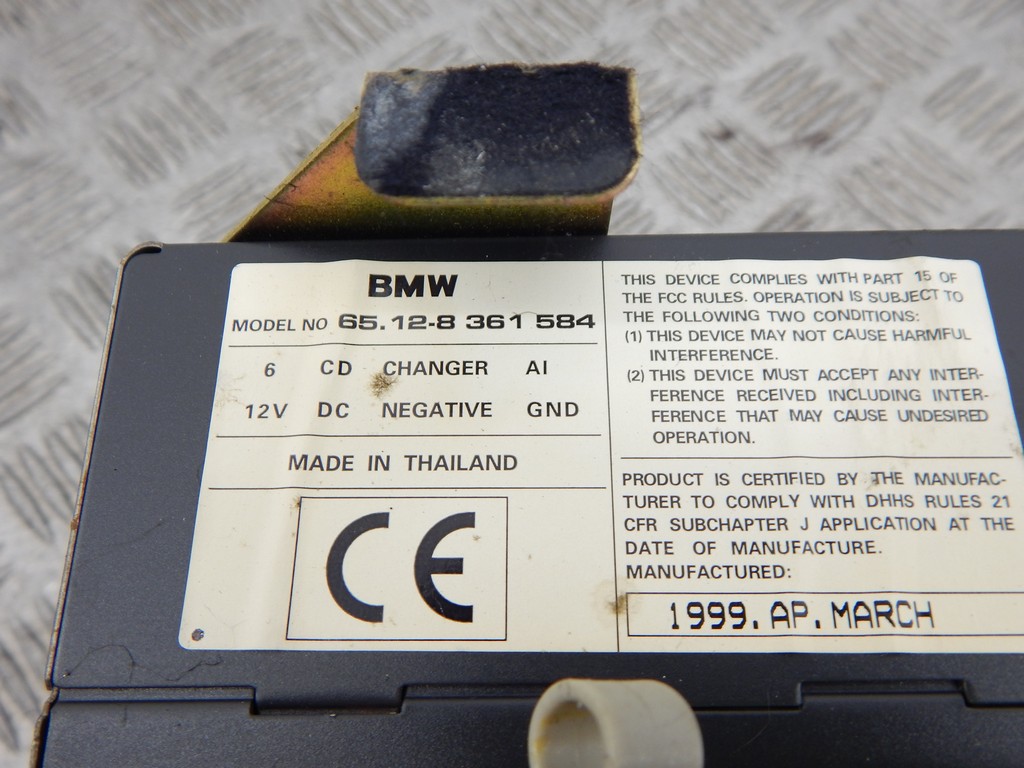 BMW
MODEL NO 65.12-8 361 584
6 CD CHANGER AI
12V DC NEGATIVE GND
MADE IN THAILAND
CE
THIS DEVICE COMPLIES WITH PART 15 OF
THE FCC RULES. OPERATION IS SUBJECT TO
THE FOLLOWING TWO CONDITIONS:
(1) THIS DEVICE MAY NOT CAUSE HARMFUL
INTERFERENCE.
(2) THIS DEVICE MUST ACCEPT ANY INTER-
FERENCE RECEIVED INCLUDING INTER-
FERENCE THAT MAY CAUSE UNDESIRED
OPERATION.
PRODUCT IS CERTIFIED BY THE MANUFAC-
TURER TO COMPLY WITH DHHS RULES 21
CFR SUBCHAPTER J APPLICATION AT THE
DATE OF MANUFACTURE.
MANUFACTURED:
1999. AP. MARCH